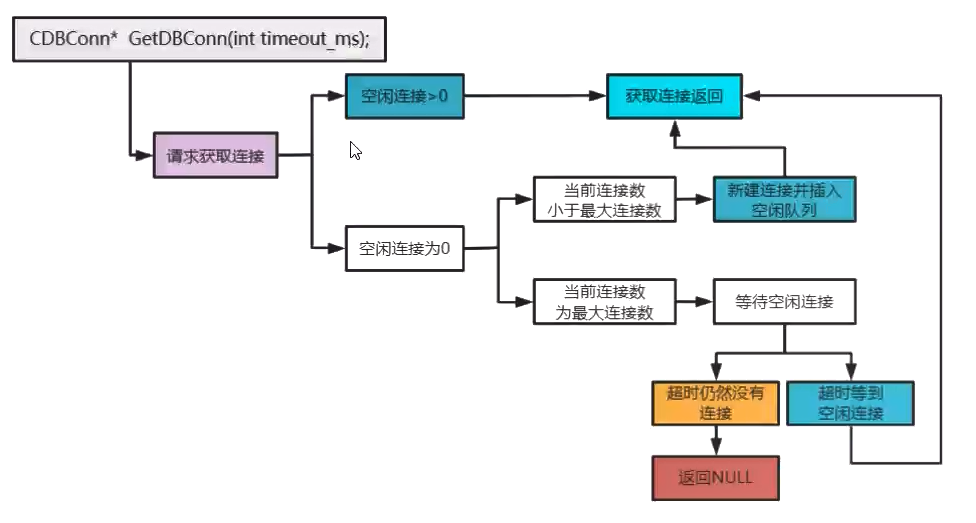 CDBConn* GetDBConn(int timeout_ms);
请求获取连接
空闲连接>0
获取连接返回
空闲连接为0
当前连接数
小于最大连接数
新建连接并插入
空闲队列
当前连接数
为最大连接数
等待空闲连接
超时仍然没有
连接
超时等到
空闲连接
返回NULL